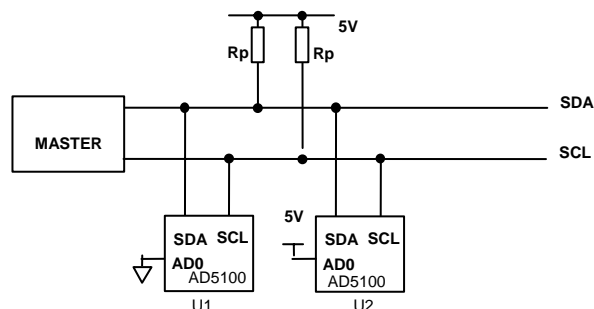 5V
Rp
Rp
SDA
MASTER
SCL
5V
SDA SCL
AD0
AD5100
U1
SDA SCL
AD0
AD5100
U2